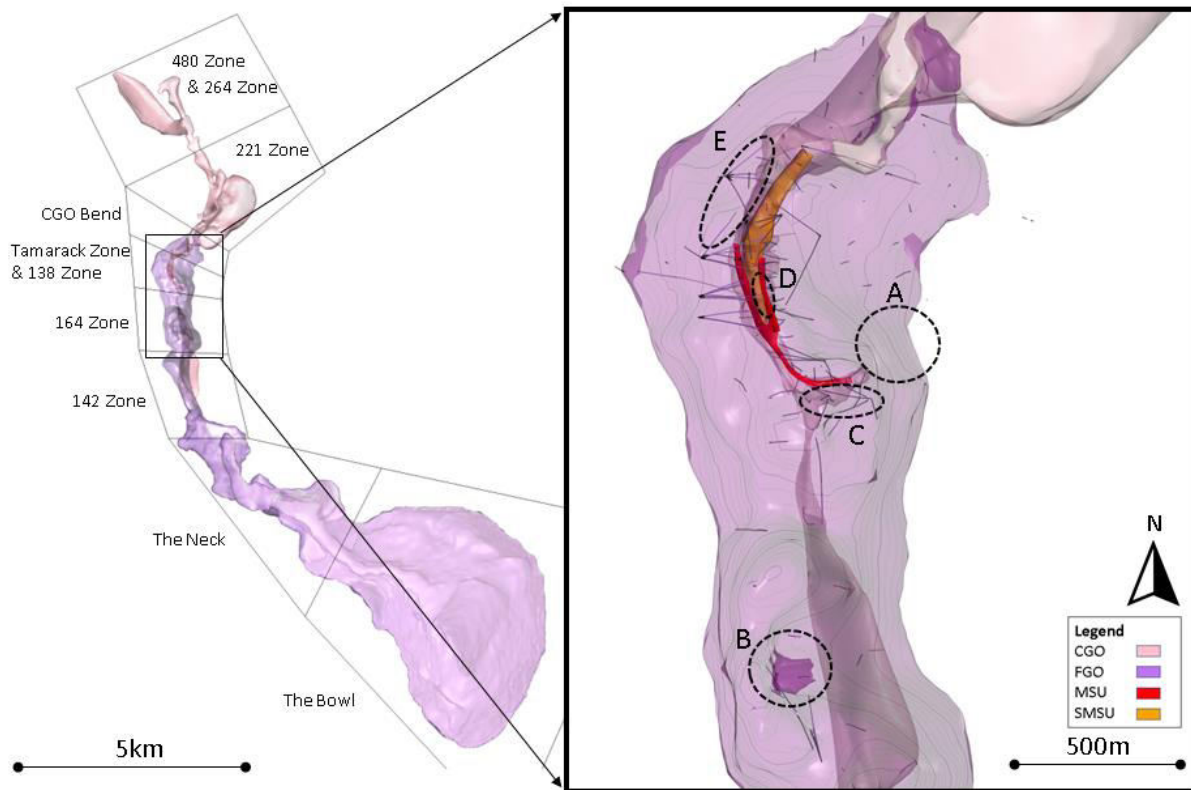 480 Zone
& 264 Zone
221 Zone
CGO Bend
Tamarack Zone
& 138 Zone
164 Zone
142 Zone
The Neck
The Bowl
5km
E
D
A
C
B
N
Legend
CGO
FGO
MSU
SMSU
500m